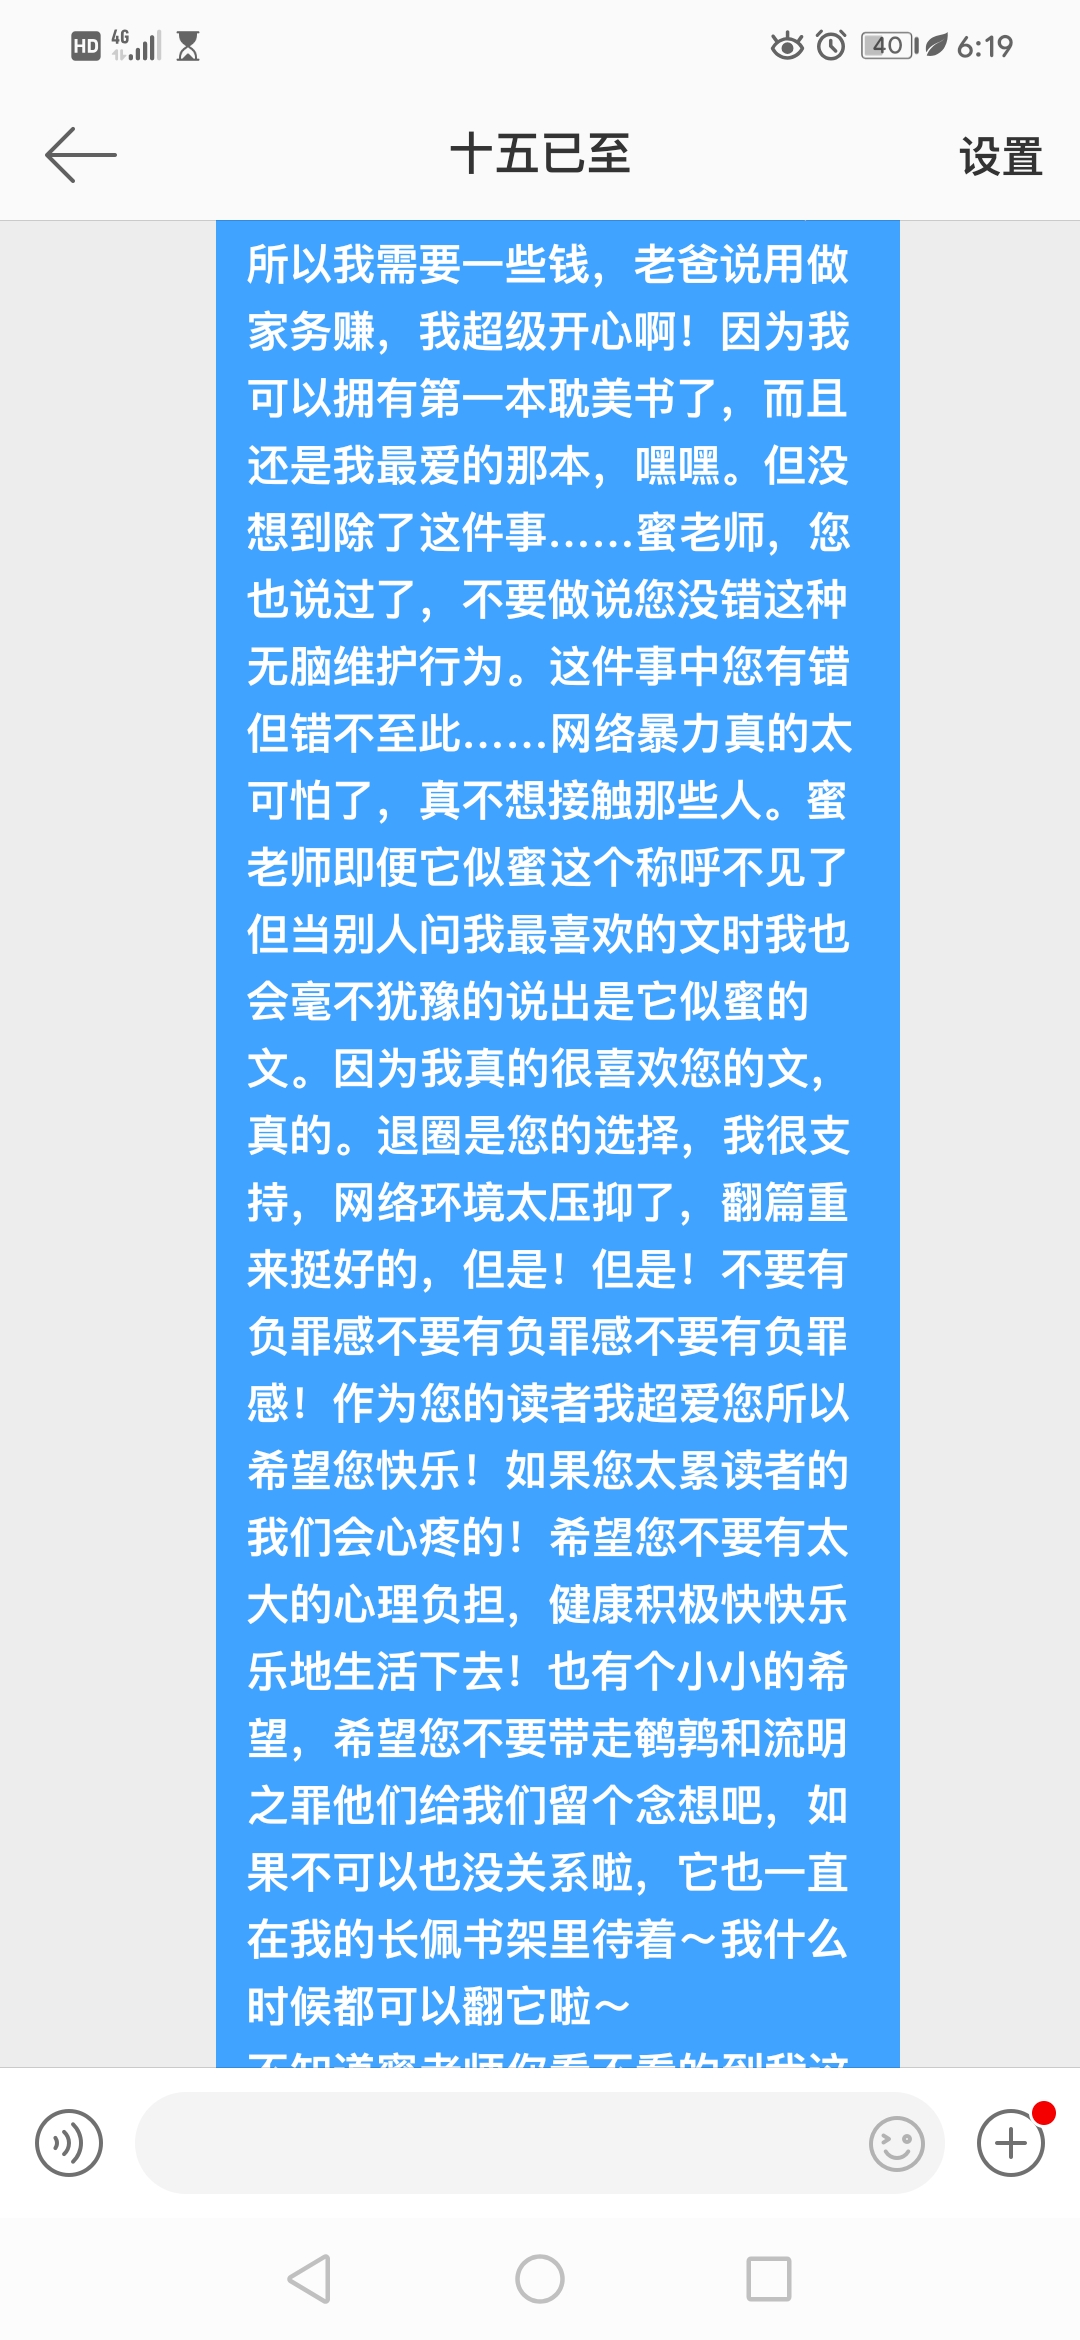 HD 4G 40 6:19
十五已至
设置
所以我需要一些钱，老爸说用做
家务赚，我超级开心啊！因为我
可以拥有第一本耽美书了，而且
还是我最爱的那本，嘿嘿。但没
想到除了这件事……蜜老师，您
也说过了，不要做说您没错这种
无脑维护行为。这件事中您有错
但错不至此……网络暴力真的太
可怕了，真不想接触那些人。蜜
老师即便它似蜜这个称呼不见了
但当别人问我最喜欢的文时我也
会毫不犹豫的说出是它似蜜的
文。因为我真的很喜欢您的文，
真的。退圈是您的选择，我很支
持，网络环境太压抑了，翻篇重
来挺好的，但是！但是！不要有
负罪感不要有负罪感不要有负罪
感！作为您的读者我超爱您所以
希望您快乐！如果您太累读者的
我们会心疼的！希望您不要有太
大的心理负担，健康积极快快乐
乐地生活下去！也有个小小的希
望，希望您不要带走鹌鹑和流明
之罪他们给我们留个念想吧，如
果不可以也没关系啦，它也一直
在我的长佩书架里待着～我什么
时候都可以翻它啦～
不知道蜜老师你看不看的到我这